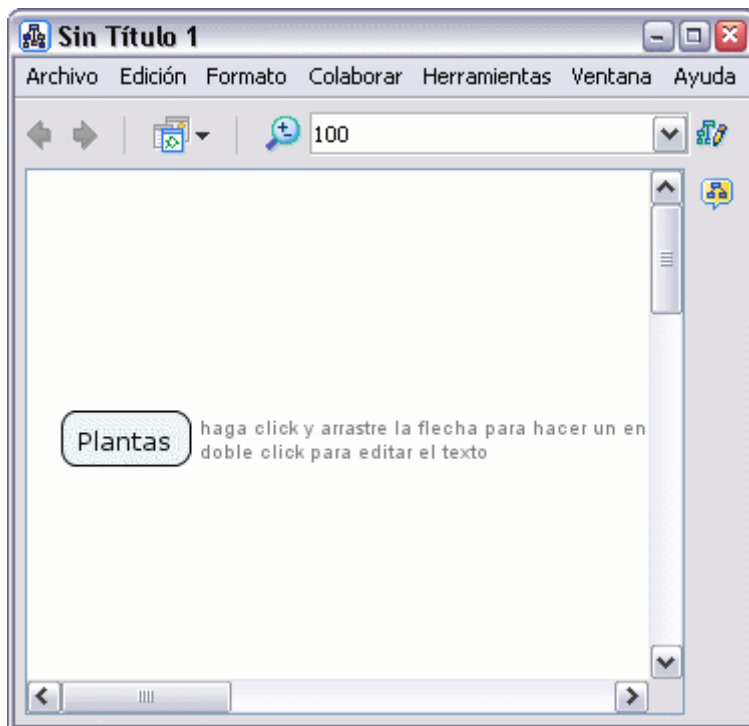 Sin Título 1
Archivo Edición Formato Colaborar Herramientas Ventana Ayuda
100
Plantas
haga click y arrastre la flecha para hacer un en
doble click para editar el texto